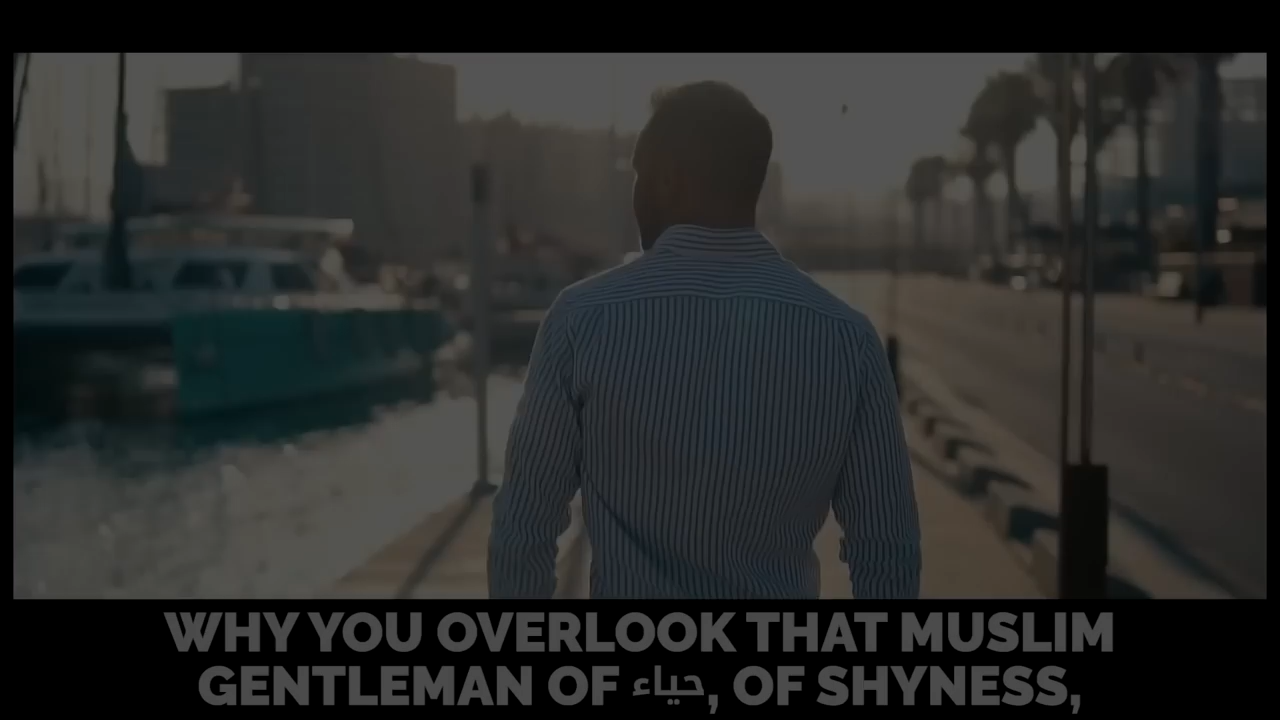 WHY YOU OVERLOOK THAT MUSLIM
GENTLEMAN OF حياء, OF SHYNESS,